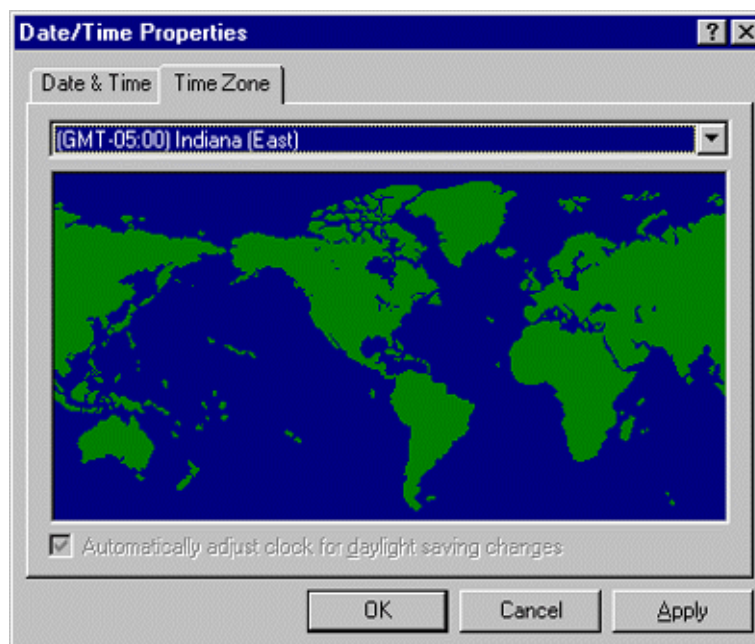 Date/Time Properties
Date & Time Time Zone
(GMT-05:00) Indiana (East)
Automatically adjust clock for daylight saving changes
OK Cancel Apply